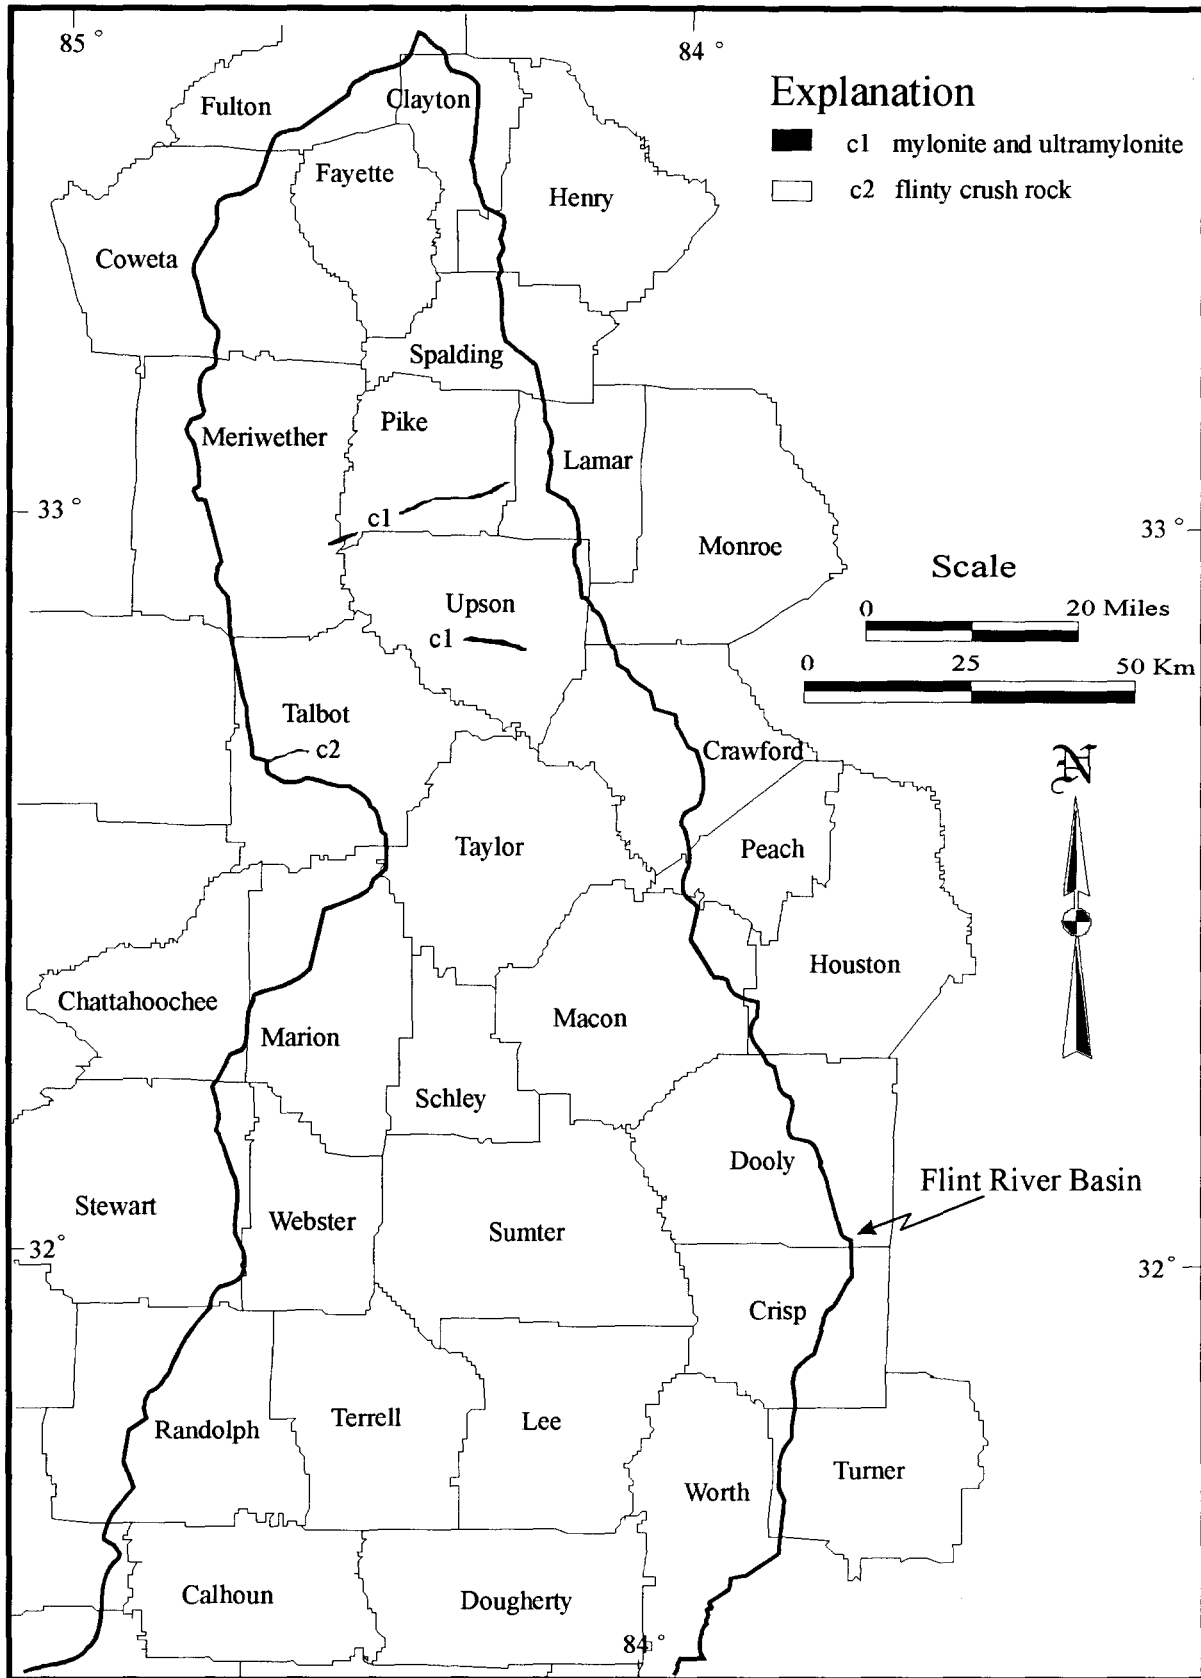 85 °
84 °
Explanation
c1 mylonite and ultramylonite
c2 flinty crush rock
Fulton
Clayton
Fayette
Henry
Coweta
Spalding
Pike
Meriwether
Lamar
33 °
c1
33 °
Monroe
Scale
0 20 Miles
0 25 50 Km
Upson
c1
Talbot
c2
Crawford
N
Taylor
Peach
Houston
Chattahoochee
Macon
Marion
Schley
Dooly
Flint River Basin
Stewart
Webster
Sumter
32°
32°
Crisp
Randolph
Terrell
Lee
Turner
Worth
Calhoun
Dougherty
84 °